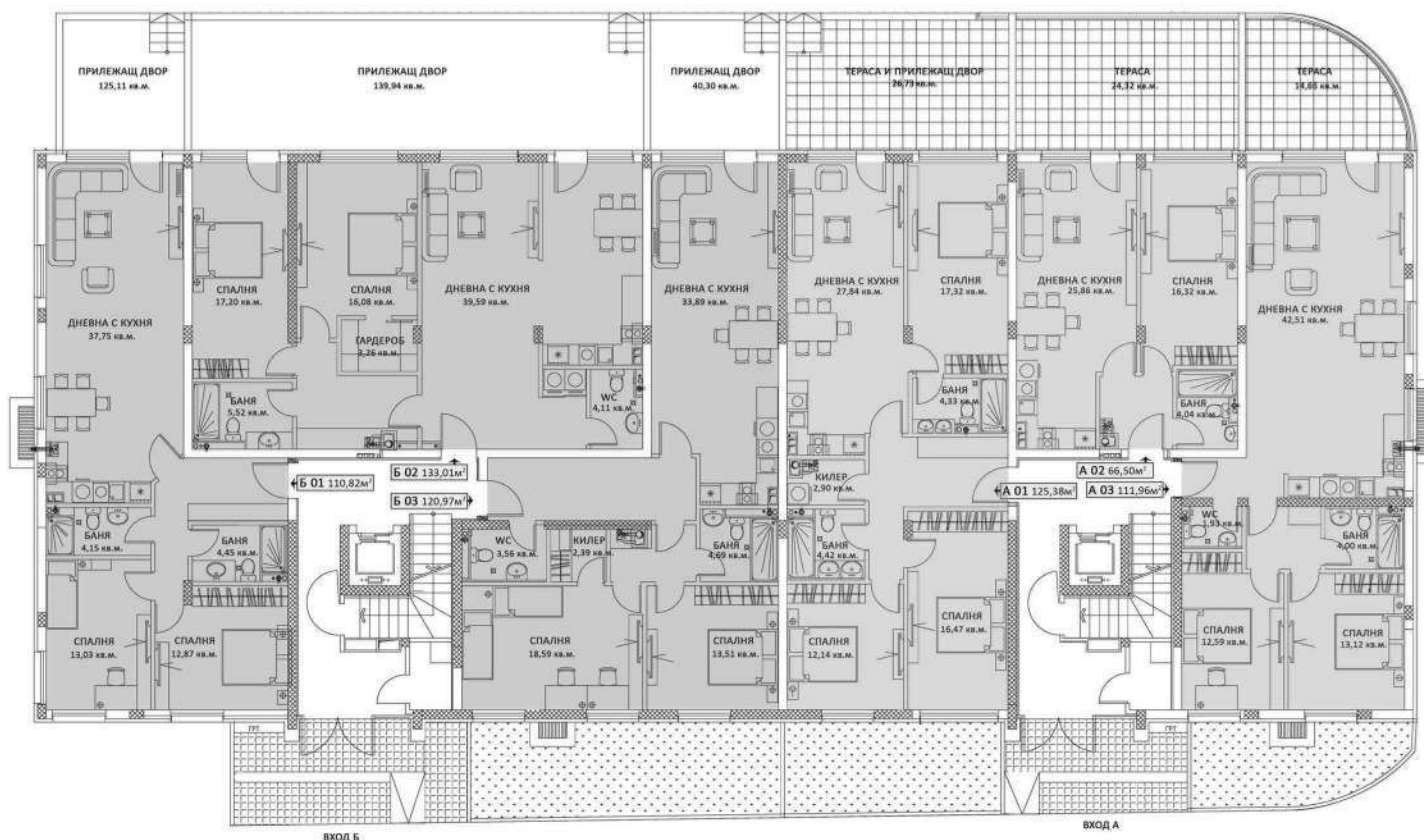 ПРИЛЕЖАЩ ДВОР
125,11 кв.м.
ПРИЛЕЖАЩ ДВОР
139,94 кв.м.
ПРИЛЕЖАЩ ДВОР
40,30 кв.м.
ТЕРАСА И ПРИЛЕЖАЩ ДВОР
26,73 кв.м.
ТЕРАСА
24,32 кв.м.
ТЕРАСА
14,66 кв.м.
ДНЕВНА С КУХНЯ
37,75 кв.м.
СПАЛНЯ
17,20 кв.м.
СПАЛНЯ
16,08 кв.м.
ДНЕВНА С КУХНЯ
39,59 кв.м.
ДНЕВНА С КУХНЯ
33,89 кв.м.
ДНЕВНА С КУХНЯ
27,84 кв.м.
СПАЛНЯ
17,32 кв.м.
ДНЕВНА С КУХНЯ
25,86 кв.м.
СПАЛНЯ
16,32 кв.м.
ДНЕВНА С КУХНЯ
42,51 кв.м.
ГАРДЕРОБ
3,26 кв.м.
БАНЯ
5,52 кв.м.
WC
4,11 кв.м.
БАНЯ
4,33 кв.м.
БАНЯ
4,04 кв.м.
Б 01 110,82м²
Б 02 133,01м²
Б 03 120,97м²
КИЛЕР
2,90 кв.м.
А 01 125,38м²
А 02 66,50м²
А 03 111,96м²
БАНЯ
4,15 кв.м.
БАНЯ
4,45 кв.м.
WC
3,56 кв.м.
КИЛЕР
2,39 кв.м.
БАНЯ
4,69 кв.м.
БАНЯ
4,42 кв.м.
WC
1,93 кв.м.
БАНЯ
4,00 кв.м.
СПАЛНЯ
13,03 кв.м.
СПАЛНЯ
12,87 кв.м.
СПАЛНЯ
18,59 кв.м.
СПАЛНЯ
13,51 кв.м.
СПАЛНЯ
12,14 кв.м.
СПАЛНЯ
16,47 кв.м.
СПАЛНЯ
12,59 кв.м.
СПАЛНЯ
13,12 кв.м.
ГРТ
ГРТ
ВХОД Б
ВХОД А